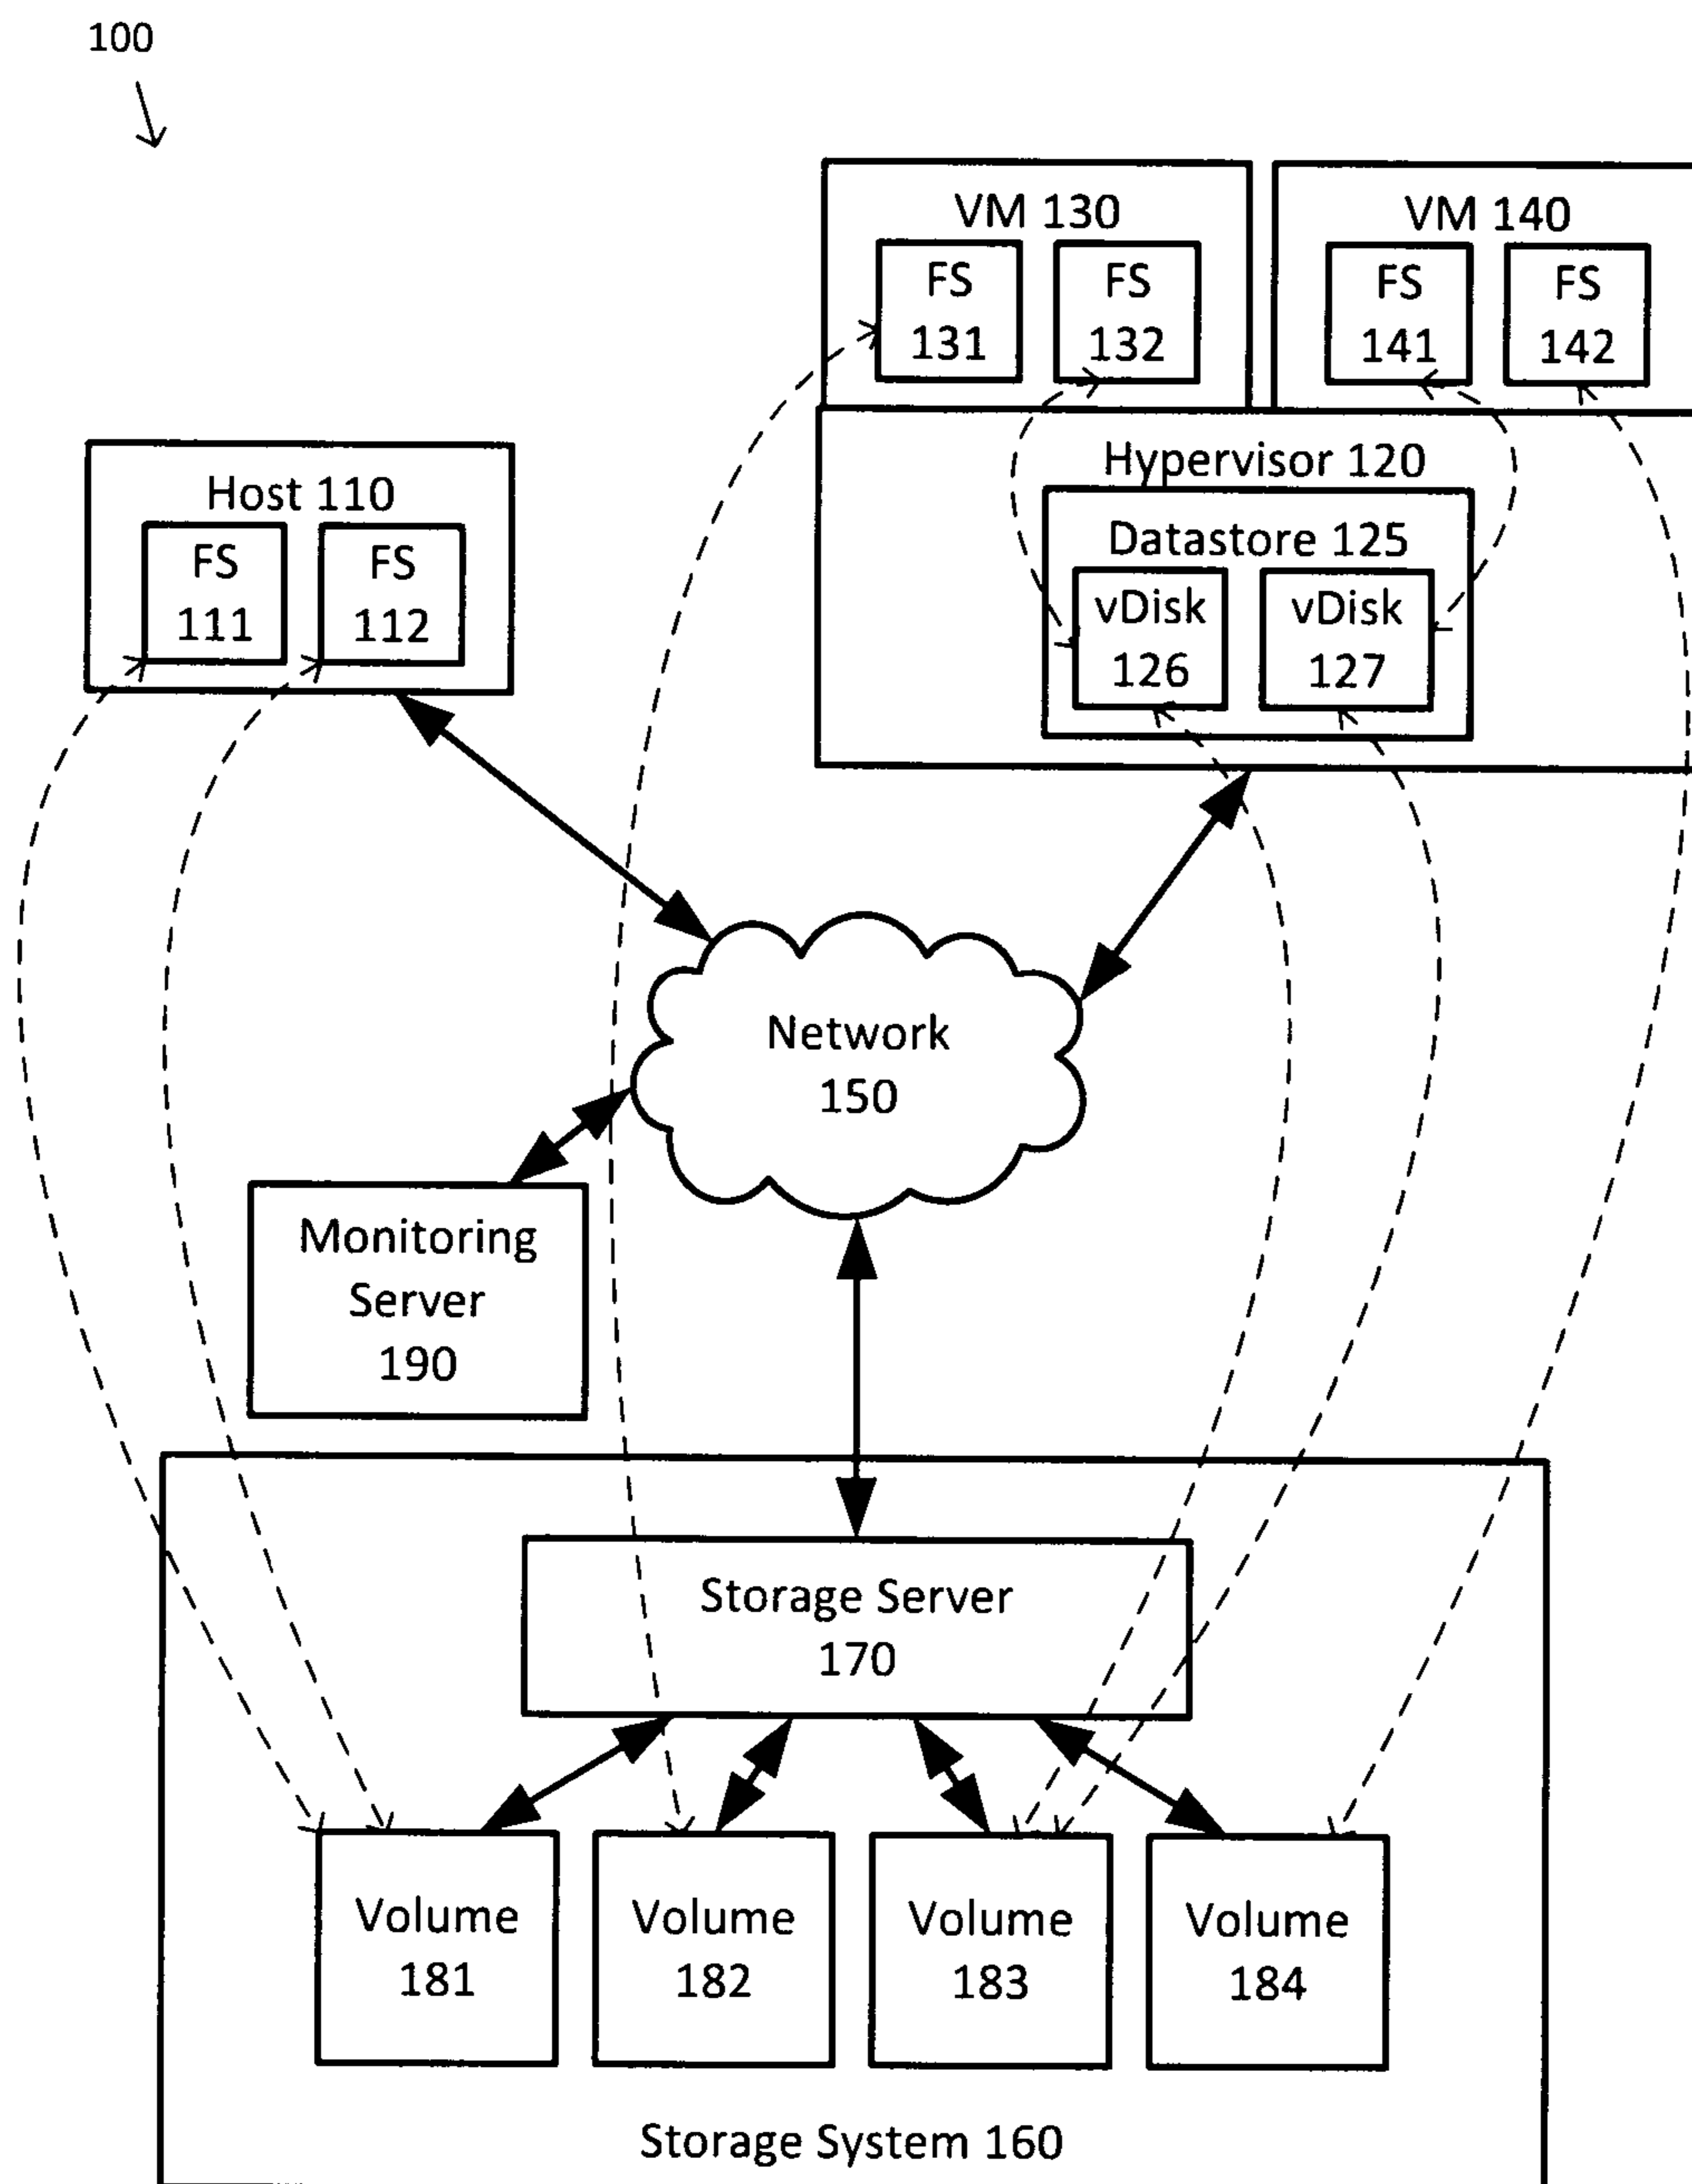 100
VM 130
FS
131
FS
132
VM 140
FS
141
FS
142
Host 110
FS
111
FS
112
Hypervisor 120
Datastore 125
vDisk
126
vDisk
127
Network
150
Monitoring
Server
190
Storage Server
170
Volume
181
Volume
182
Volume
183
Volume
184
Storage System 160